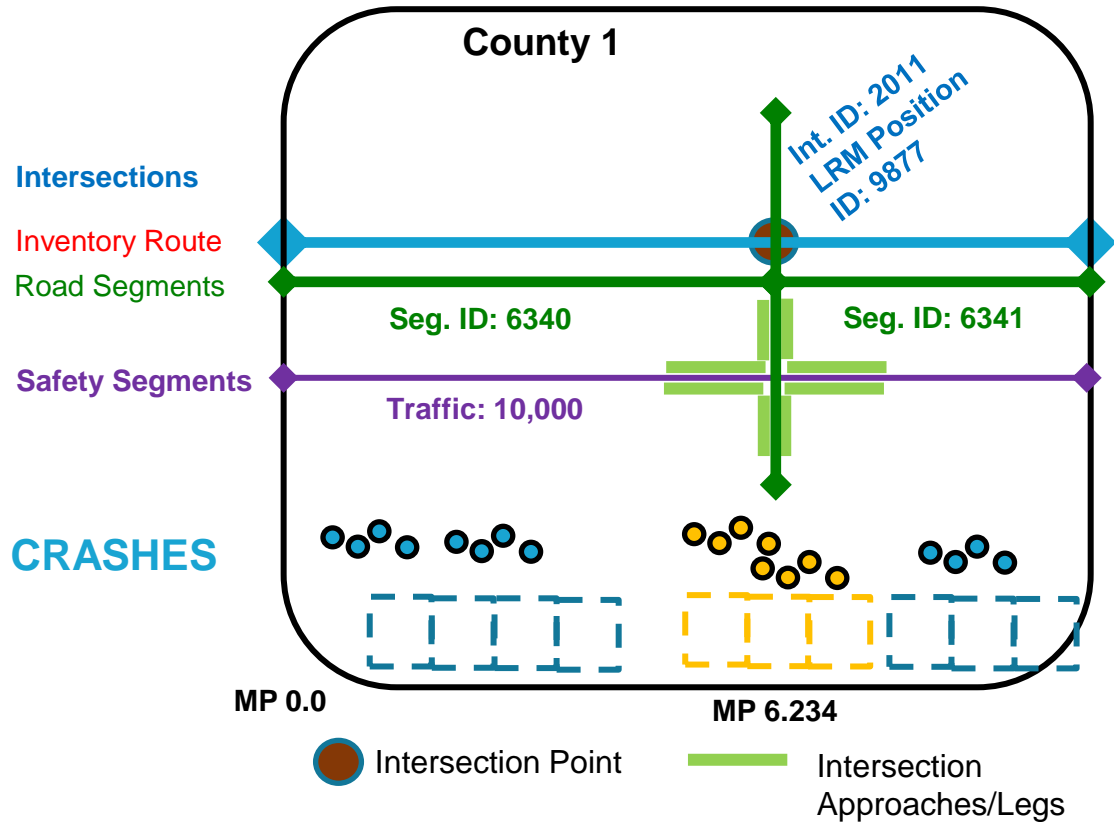 County 1
Int. ID: 2011
LRM Position
ID: 9877
Intersections
Inventory Route
Road Segments
Seg. ID: 6340
Seg. ID: 6341
Safety Segments
Traffic: 10,000
CRASHES
MP 0.0
MP 6.234
Intersection Point
Intersection
Approaches/Legs